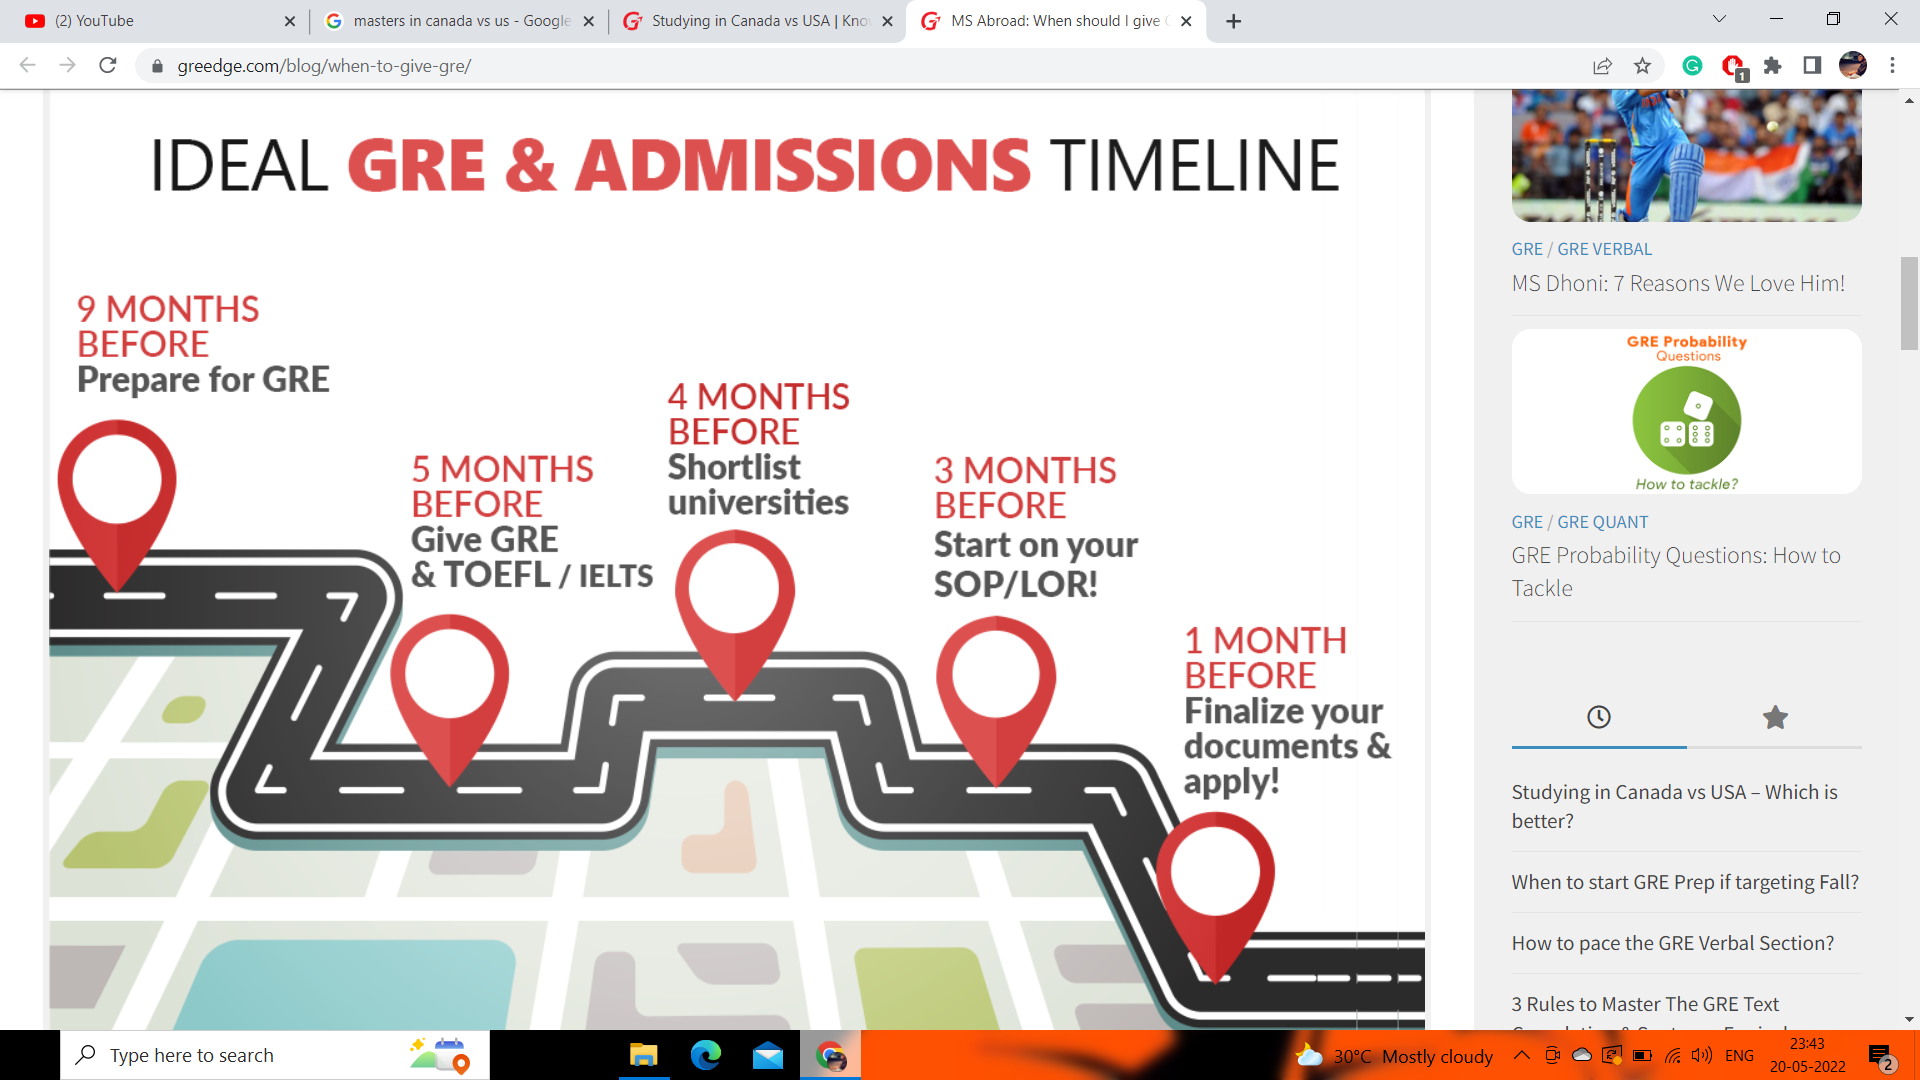 (2) YouTube
masters in canada vs us - Google
Studying in Canada vs USA | Kno
MS Abroad: When should I give
greedge.com/blog/when-to-give-gre/
1
IDEAL GRE & ADMISSIONS TIMELINE
9 MONTHS
BEFORE
Prepare for GRE
5 MONTHS
BEFORE
Give GRE
& TOEFL / IELTS
4 MONTHS
BEFORE
Shortlist
universities
3 MONTHS
BEFORE
Start on your
SOP/LOR!
1 MONTH
BEFORE
Finalize your
documents &
apply!
GRE / GRE VERBAL
MS Dhoni: 7 Reasons We Love Him!
GRE Probability
Questions
How to tackle?
GRE / GRE QUANT
GRE Probability Questions: How to
Tackle
Studying in Canada vs USA – Which is
better?
When to start GRE Prep if targeting Fall?
How to pace the GRE Verbal Section?
3 Rules to Master The GRE Text
Type here to search
30°C Mostly cloudy
ENG
23:43
20-05-2022
2